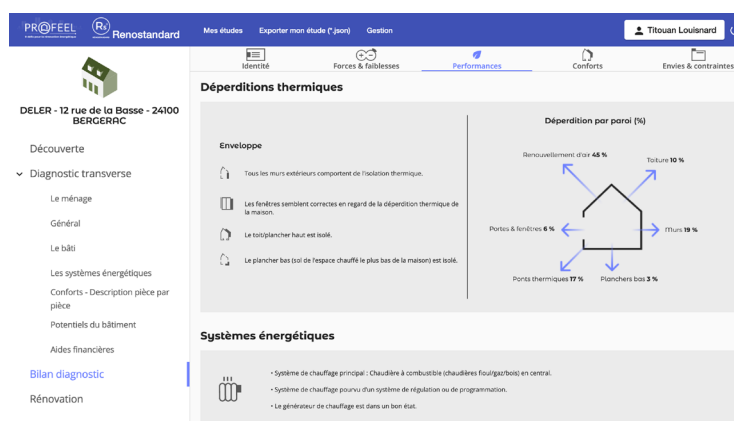 PROFEEL
Rs
Renostandard
Mes études
Exporter mon étude (*.json)
Gestion
Titouan Louisnard
DELER - 12 rue de la Basse - 24100
BERGERAC
Découverte
Diagnostic transverse
Le ménage
Général
Le bâti
Les systèmes énergétiques
Conforts - Description pièce par
pièce
Potentiels du bâtiment
Aides financières
Bilan diagnostic
Rénovation
Identité
Forces & faiblesses
Performances
Conforts
Envies & contraintes
Déperditions thermiques
Enveloppe
Tous les murs extérieurs comportent de l'isolation thermique.
Les fenêtres semblent correctes en regard de la déperdition thermique de
la maison.
Le toit/plancher haut est isolé.
Le plancher bas (sol de l'espace chauffé le plus bas de la maison) est isolé.
Déperdition par paroi (%)
Renouvellement d'air 45 %
Toiture 10 %
Portes & fenêtres 6 %
Murs 19 %
Ponts thermiques 17 %
Planchers bas 3 %
Systèmes énergétiques
• Système de chauffage principal : Chaudière à combustible (chaudières fioul/gaz/bois) en central.
• Système de chauffage pourvu d'un système de régulation ou de programmation.
• Le générateur de chauffage est dans un bon état.